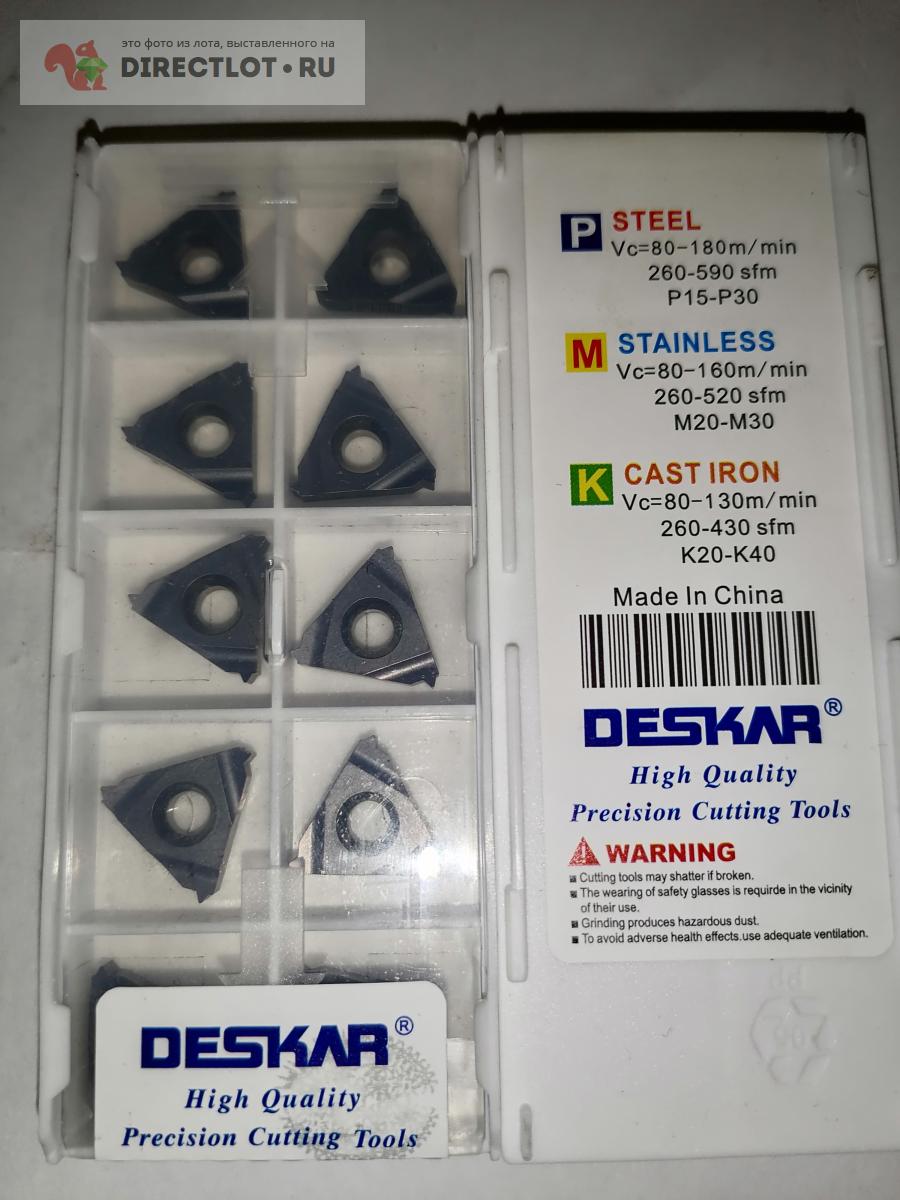 это фото из лота, выставленного на
DIRECTLOT•RU
P STEEL
Vc=80-180m/min
260-590 sfm
P15-P30
M STAINLESS
Vc=80-160m/min
260-520 sfm
M20-M30
K CAST IRON
Vc=80-130m/min
260-430 sfm
K20-K40
Made In China
DESKAR®
High Quality
Precision Cutting Tools
WARNING
Cutting tools may shatter if broken.
The wearing of safety glasses is requirde in the vicinity
of their use.
Grinding produces hazardous dust.
To avoid adverse health effects.use adequate ventilation.
DESKAR®
High Quality
Precision Cutting Tools